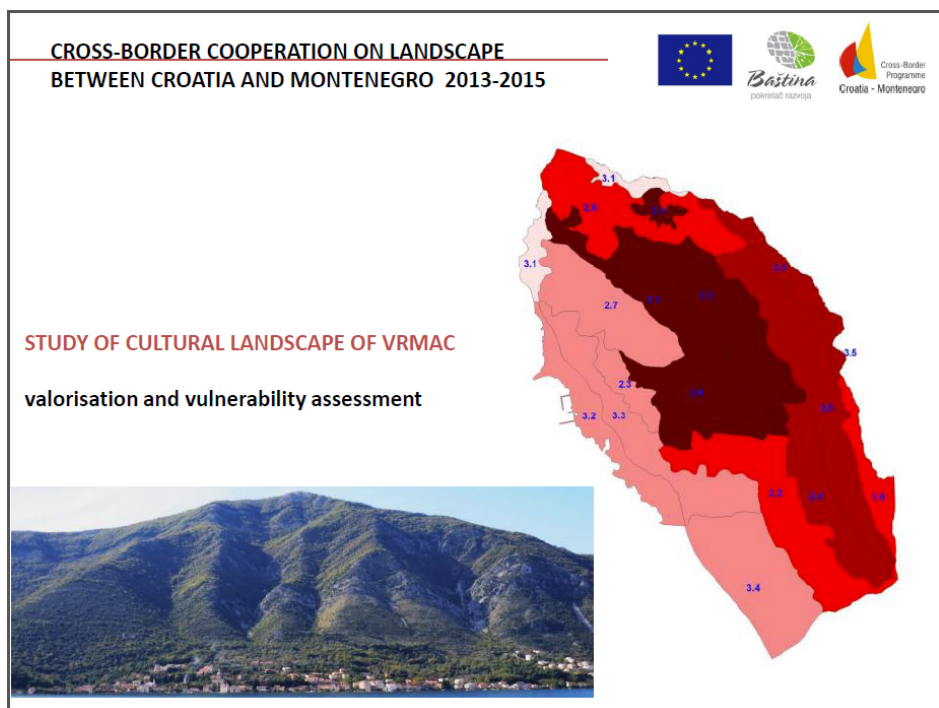 CROSS-BORDER COOPERATION ON LANDSCAPE
BETWEEN CROATIA AND MONTENEGRO 2013-2015
Baština
pokretač razvoja
Cross-Border
Programme
Croatia - Montenegro
3.1
2.6
3.1
2.7
3.5
STUDY OF CULTURAL LANDSCAPE OF VRMAC
valorisation and vulnerability assessment
2.3
3.2
3.3
2.2
3.4